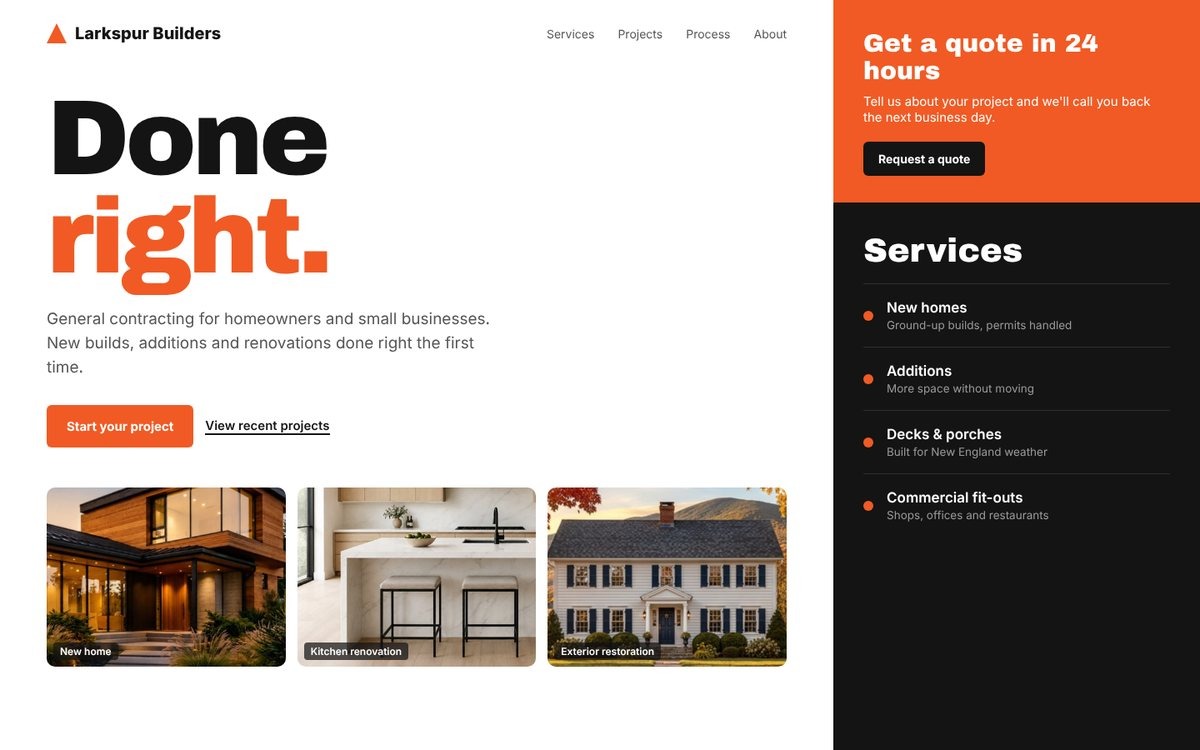 Larkspur Builders
Services
Projects
Process
About
Done
right.
General contracting for homeowners and small businesses.
New builds, additions and renovations done right the first
time.
Start your project
View recent projects
New home
Kitchen renovation
Exterior restoration
Get a quote in 24
hours
Tell us about your project and we'll call you back
the next business day.
Request a quote
Services
New homes
Ground-up builds, permits handled
Additions
More space without moving
Decks & porches
Built for New England weather
Commercial fit-outs
Shops, offices and restaurants